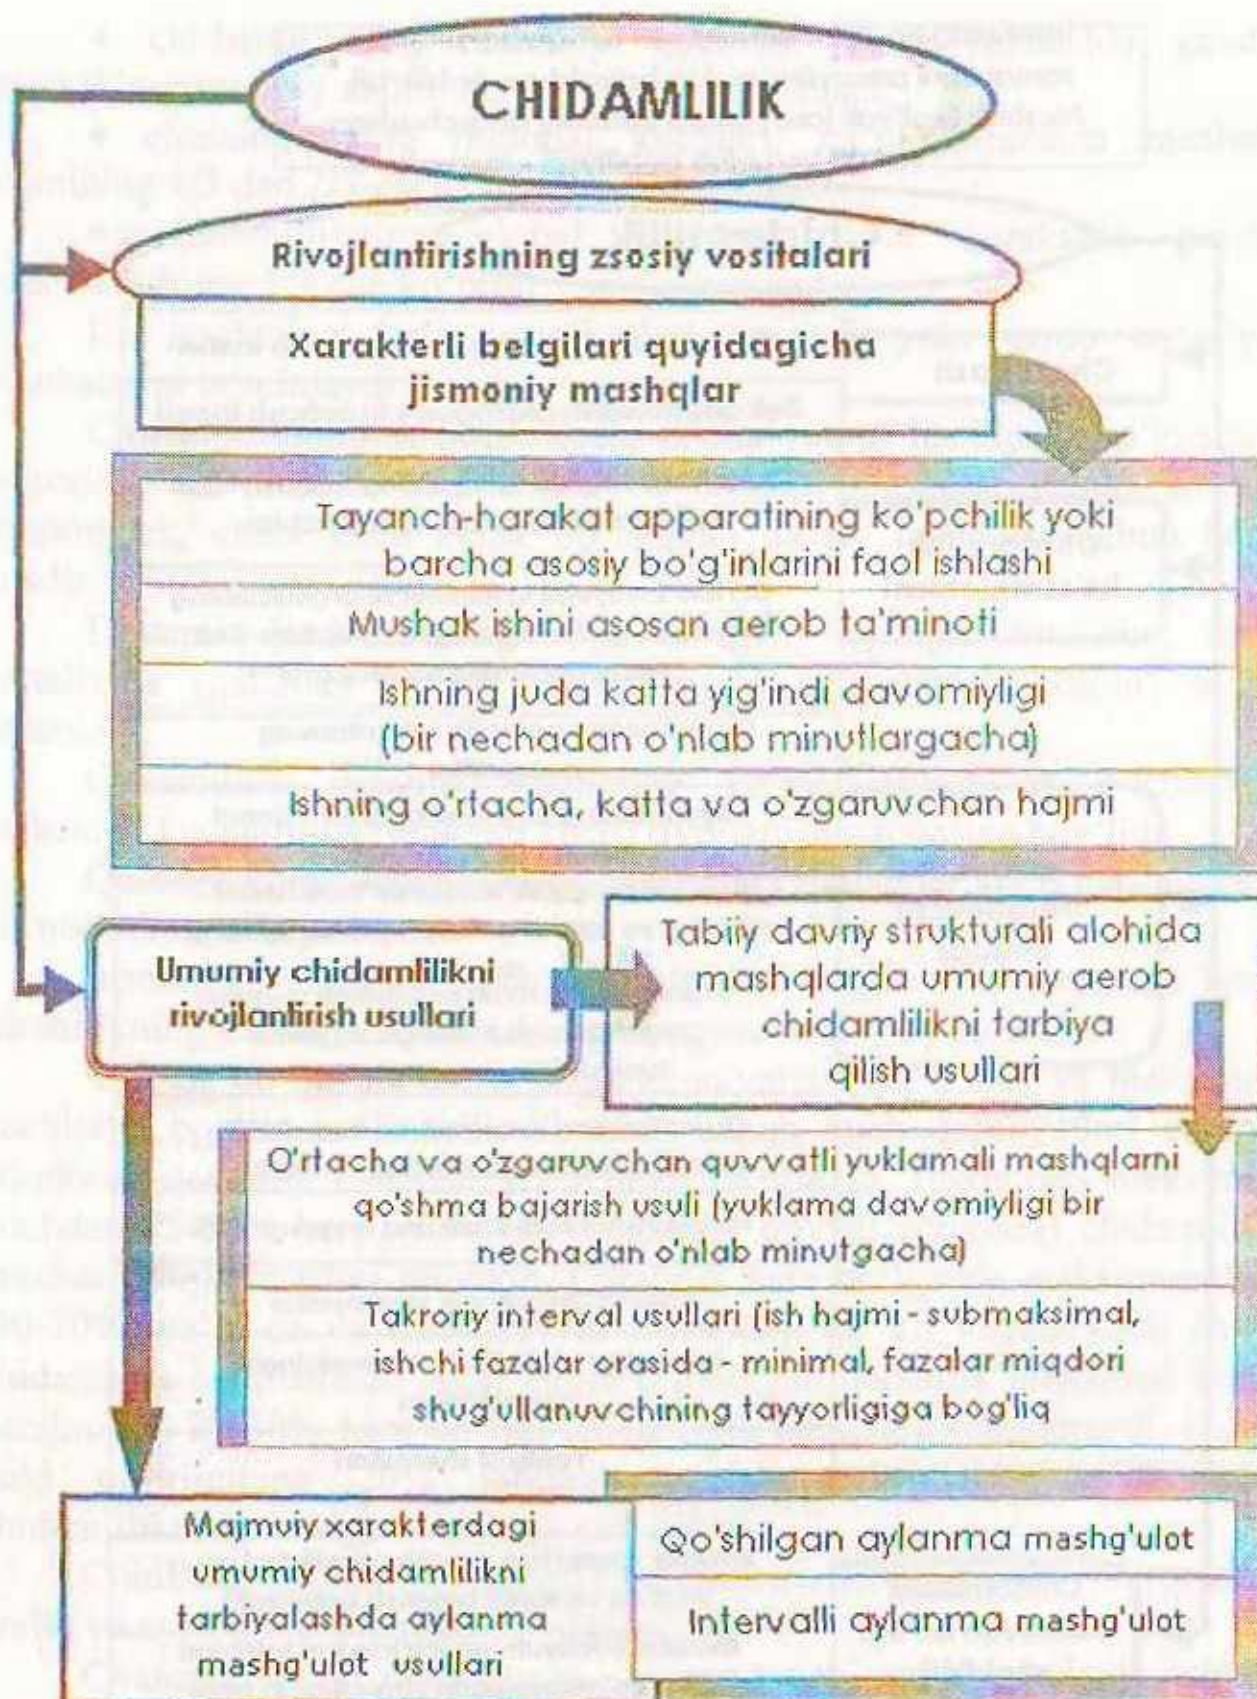 CHIDAMLILIK
Rivojlantirishning zsosiy vositalari
Xarakterli belgilari quyidagicha
jismoniy mashqlar
Tayanch-harakat apparatining ko'pchilik yoki
barcha asosiy bo'g'inlarini faol ishlashi
Mushak ishini asosan aerob ta'minoti
Ishning juda katta yig'indi davomiyligi
(bir nechadan o'nlab minutlargacha)
Ishning o'rtacha, katta va o'zgaruvchan hajmi
Umumiy chidamlilikni
rivojlantirish usullari
Tabiiy davriy strukturali alohida
mashqlarda umumiy aerob
chidamlilikni tarbiya
qilish usullari
O'rtacha va o'zgaruvchan quvvatli yuklamali mashqlarni
qo'shma bajarish usuli (yuklama davomiyligi bir
nechadan o'nlab minutgacha)
Takroriy interval usullari (ish hajmi - submaksimal,
ishchi fazalar orasida - minimal, fazalar miqdori
shug'ullanuvchining tayyorligiga bog'liq
Majmuiy xarakterdagi
umumiy chidamlilikni
tarbiyalashda aylanma
mashg'ulot usullari
Qo'shilgan aylanma mashg'ulot
Intervalli aylanma mashg'ulot